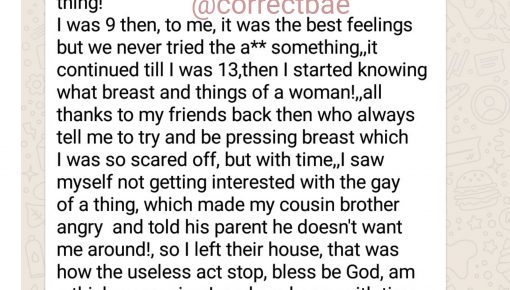 thing!
@correctbae
I was 9 then, to me, it was the best feelings
but we never tried the a** something,,it
continued till I was 13,then I started knowing
what breast and things of a woman!,,all
thanks to my friends back then who always
tell me to try and be pressing breast which
I was so scared off, but with time,,I saw
myself not getting interested with the gay
of a thing, which made my cousin brother
angry and told his parent he doesn't want
me around!, so I left their house, that was
how the useless act stop, bless be God, am